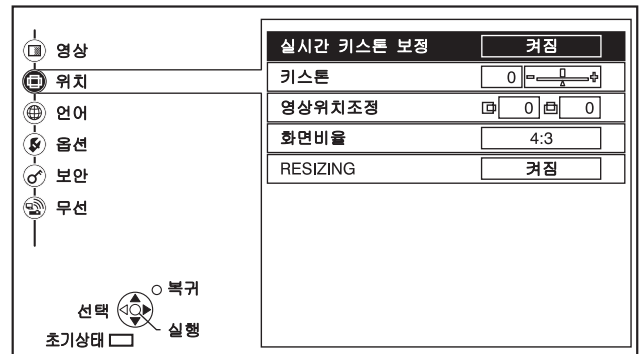 영상
위치
언어
옵션
보안
무선
실시간 키스톤 보정 켜짐
키스톤 0
영상위치조정 0 0
화면비율 4:3
RESIZING 켜짐
복귀
선택
실행
초기상태